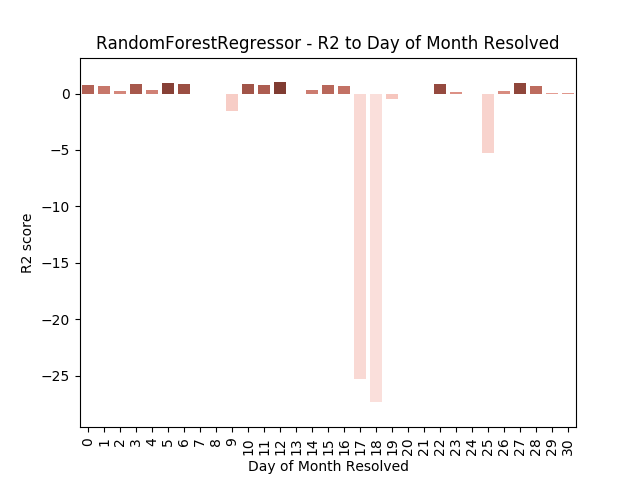 RandomForestRegressor - R2 to Day of Month Resolved
0
−5
−10
−15
−20
−25
R2 score
0 1 2 3 4 5 6 7 8 9 10 11 12 13 14 15 16 17 18 19 20 21 22 23 24 25 26 27 28 29 30
Day of Month Resolved